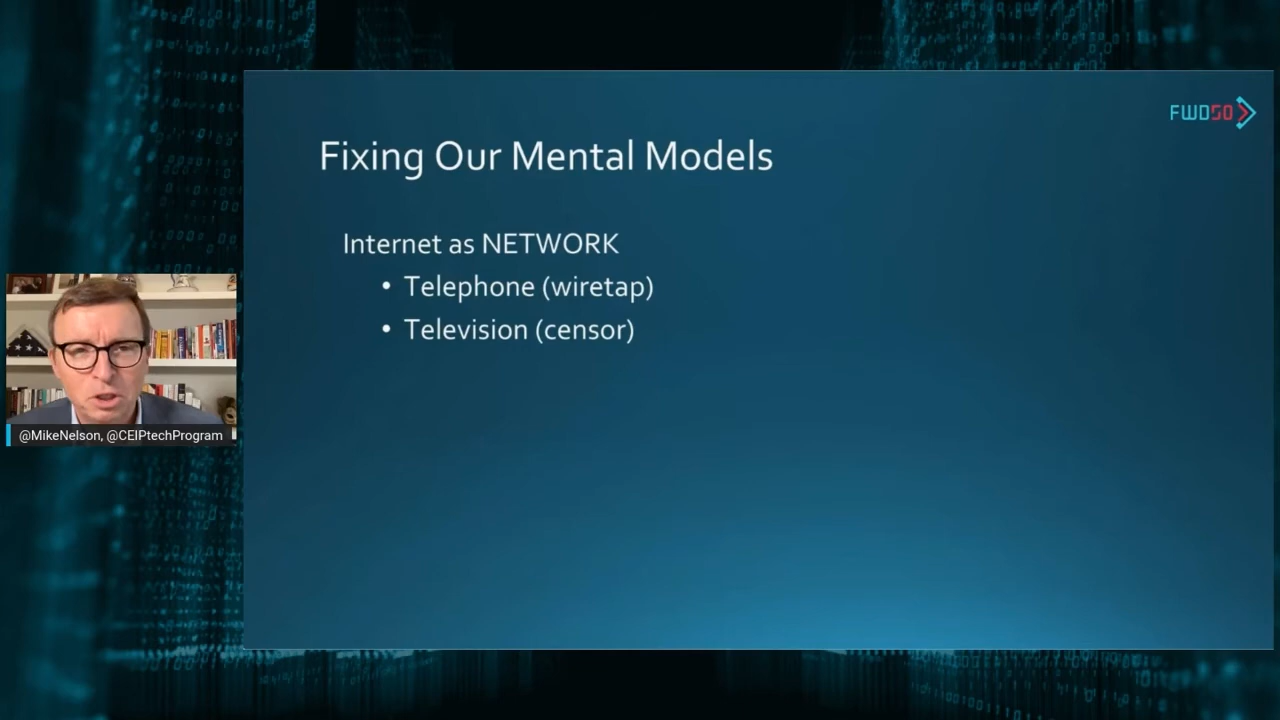 FWD50
Fixing Our Mental Models
Internet as NETWORK
• Telephone (wiretap)
• Television (censor)
@MikeNelson, @CEIPtechProgram